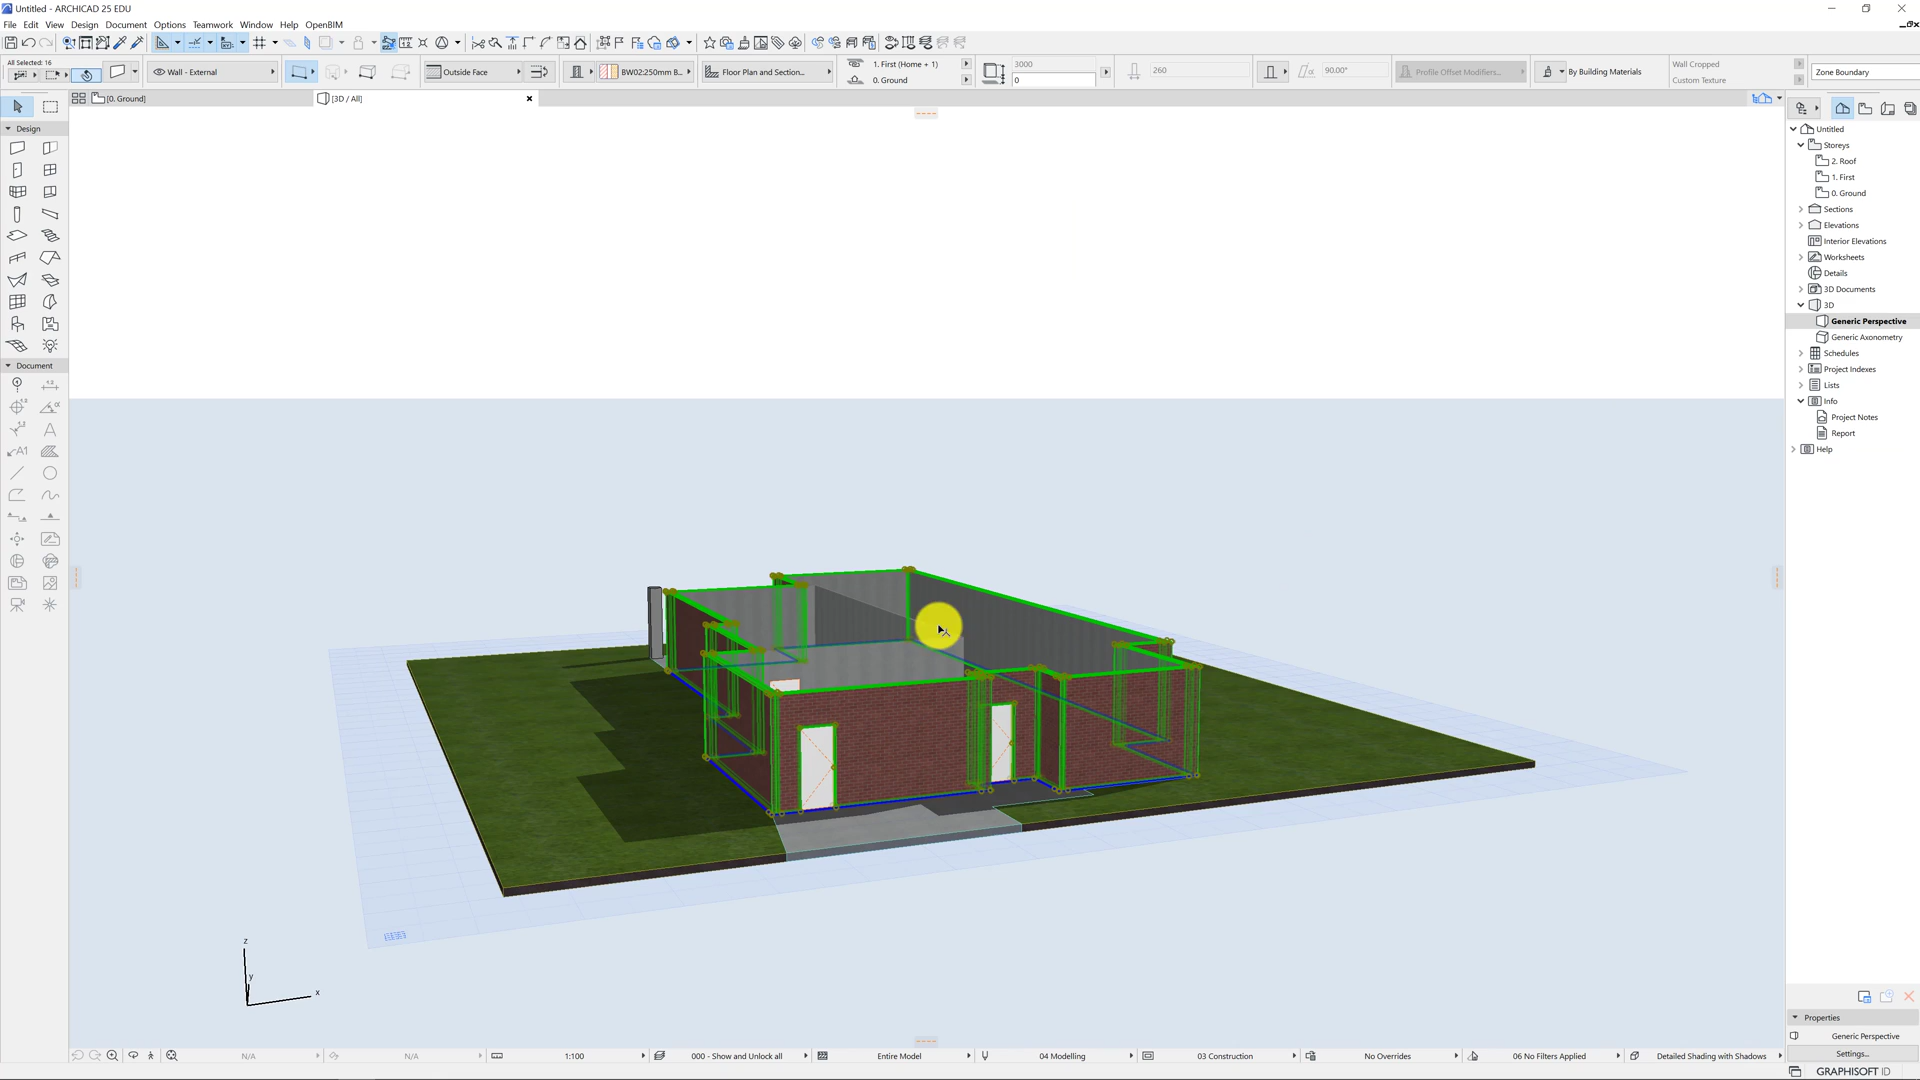 Untitled - ARCHICAD 25 EDU
File Edit View Design Document Options Teamwork Window Help OpenBIM
All Selected: 16
Wall - External
Outside Face
BW02:250mm B...
Floor Plan and Section...
1. First (Home + 1)
0. Ground
3000
0
260
90.00°
Profile Offset Modifiers...
By Building Materials
Wall Cropped
Custom Texture
Zone Boundary
[0. Ground]
[3D / All]
Design
Document
A1
Untitled
Storeys
2. Roof
1. First
0. Ground
Sections
Elevations
Interior Elevations
Worksheets
Details
3D Documents
3D
Generic Perspective
Generic Axonometry
Schedules
Project Indexes
Lists
Info
Project Notes
Report
Help
z
y
x
Properties
Generic Perspective
Settings...
N/A
N/A
1:100
000 - Show and Unlock all
Entire Model
04 Modelling
03 Construction
No Overrides
06 No Filters Applied
Detailed Shading with Shadows
GRAPHISOFT ID